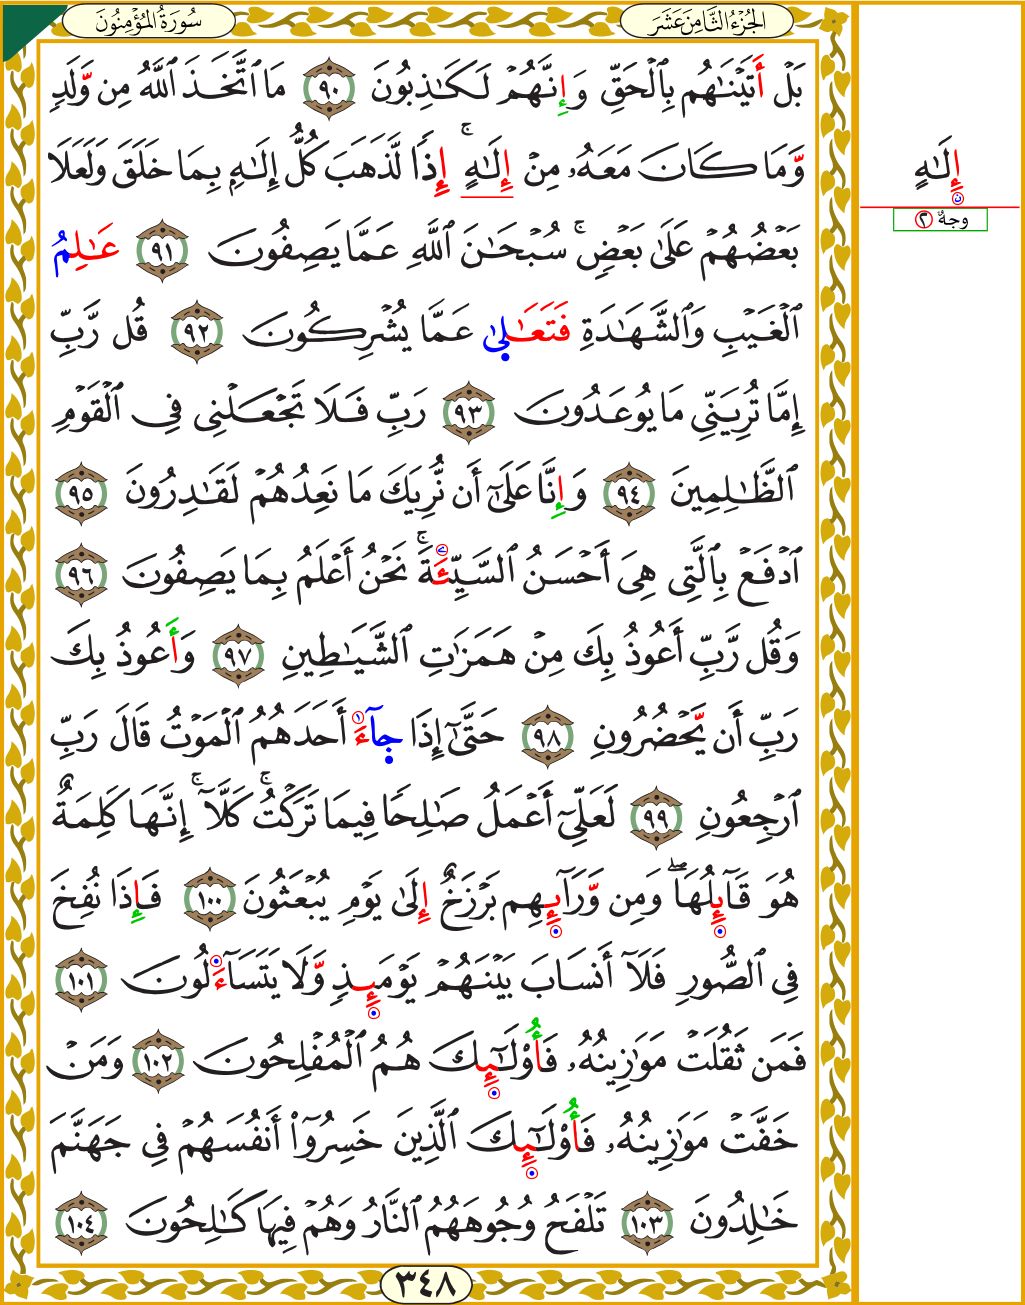 الجُزْءُ الثَّامِنَ عَشَرَ
سُورَةُ المُؤْمِنُونَ
بَلْ أَتَيْنَٰهُم بِٱلْحَقِّ وَإِنَّهُمْ لَكَٰذِبُونَ ٩٠ مَا ٱتَّخَذَ ٱللَّهُ مِن وَّلَدٍ
وَّمَا كَانَ مَعَهُۥ مِنْ إِلَٰهٍ ۚ إِذًا لَّذَهَبَ كُلُّ إِلَٰهٍ بِمَا خَلَقَ وَلَعَلَا
بَعْضُهُمْ عَلَىٰ بَعْضٍ ۚ سُبْحَٰنَ ٱللَّهِ عَمَّا يَصِفُونَ ٩١ عَٰلِمُ
ٱلْغَيْبِ وَٱلشَّهَٰدَةِ فَتَعَٰلىٰ عَمَّا يُشْرِكُونَ ٩٢ قُل رَّبِّ
إِمَّا تُرِيَنِّى مَا يُوعَدُونَ ٩٣ رَبِّ فَلَا تَجْعَلْنِى فِى ٱلْقَوْمِ
ٱلظَّٰلِمِينَ ٩٤ وَإِنَّا عَلَىٰٓ أَن نُّرِيَكَ مَا نَعِدُهُمْ لَقَٰدِرُونَ ٩٥
ٱدْفَعْ بِٱلَّتِى هِىَ أَحْسَنُ ٱلسَّيِّئَةَ ۚ نَحْنُ أَعْلَمُ بِمَا يَصِفُونَ ٩٦
وَقُل رَّبِّ أَعُوذُ بِكَ مِنْ هَمَزَٰتِ ٱلشَّيَٰطِينِ ٩٧ وَأَعُوذُ بِكَ
رَبِّ أَن يَّحْضُرُونِ ٩٨ حَتَّىٰٓ إِذَا جآءَ أَحَدَهُمُ ٱلْمَوْتُ قَالَ رَبِّ
ٱرْجِعُونِ ٩٩ لَعَلِّىٓ أَعْمَلُ صَٰلِحًا فِيمَا تَرَكْتُ ۚ كَلَّآ ۚ إِنَّهَا كَلِمَةٌ
هُوَ قَآئِلُهَا ۖ وَمِن وَّرَآئِهِم بَرْزَخٌ إِلَىٰ يَوْمِ يُبْعَثُونَ ١٠٠ فَإِذَا نُفِخَ
فِى ٱلصُّورِ فَلَآ أَنسَابَ بَيْنَهُمْ يَوْمَئِذٍ وَّلَا يَتَسَآءَلُونَ ١٠١
فَمَن ثَقُلَتْ مَوَٰزِينُهُۥ فَأُوْلَٰٓئِكَ هُمُ ٱلْمُفْلِحُونَ ١٠٢ وَمَنْ
خَفَّتْ مَوَٰزِينُهُۥ فَأُوْلَٰٓئِكَ ٱلَّذِينَ خَسِرُوٓاْ أَنفُسَهُمْ فِى جَهَنَّمَ
خَٰلِدُونَ ١٠٣ تَلْفَحُ وُجُوهَهُمُ ٱلنَّارُ وَهُمْ فِيهَا كَٰلِحُونَ ١٠٤
٣٤٨
إِلَٰهٍ
وجهٌ ٢